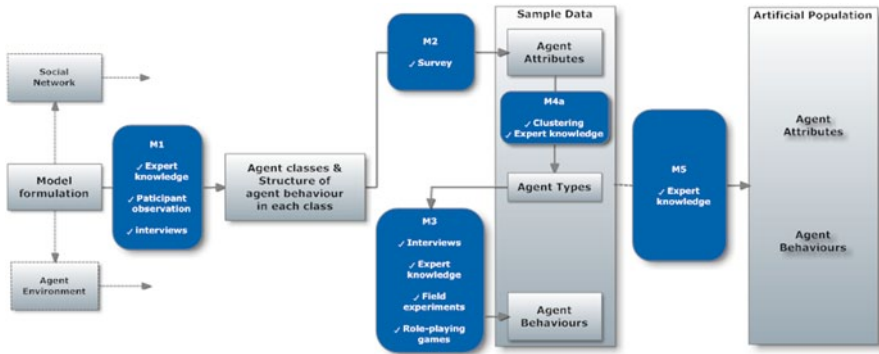 Sample Data
Artificial Population
M2
✓ Survey
Agent
Attributes
Social
Network
M4a
✓ Clustering
✓ Expert knowledge
M1
✓ Expert
knowledge
✓ Paticipant
observation
✓ interviews
Model
formulation
Agent classes &
Structure of
agent behaviour
in each class
Agent Types
M5
✓ Expert
knowledge
Agent
Attributes
M3
✓ Interviews
✓ Expert
knowledge
✓ Field
experiments
✓ Role-playing
games
Agent
Environment
Agent
Behaviours
Agent
Behaviours